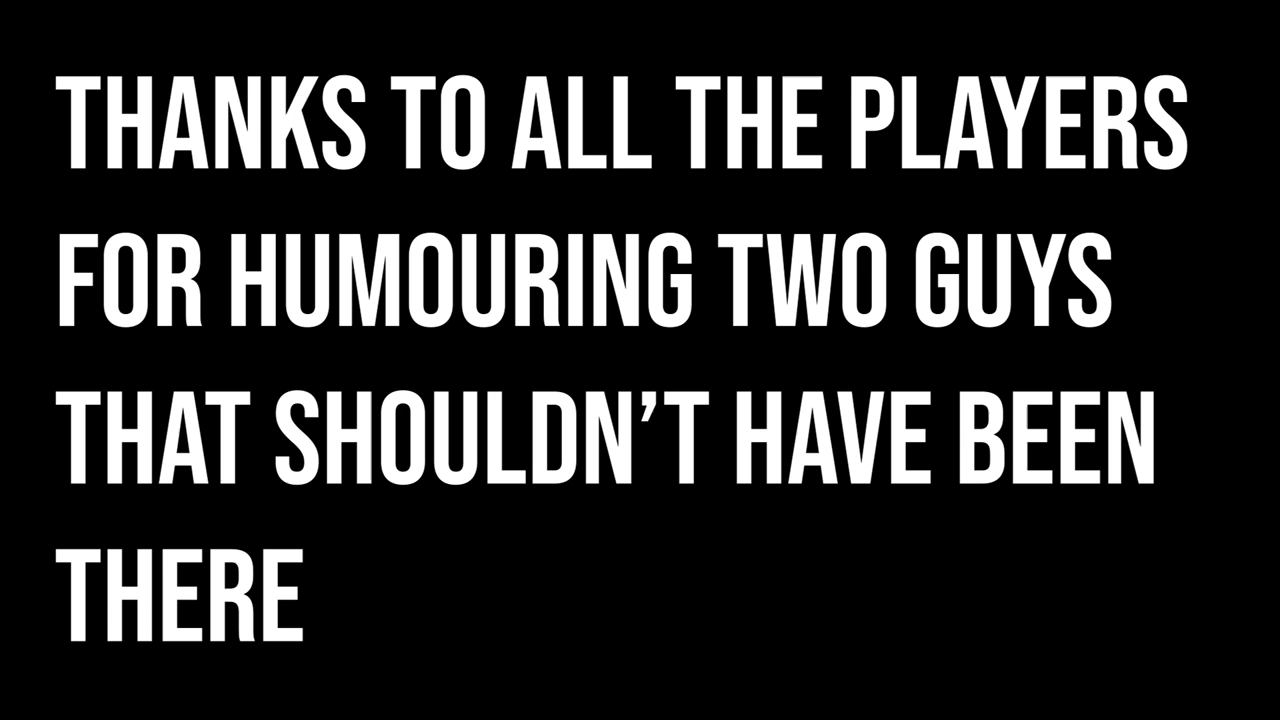 THANKS TO ALL THE PLAYERS
FOR HUMOURING TWO GUYS
THAT SHOULDN’T HAVE BEEN
THERE